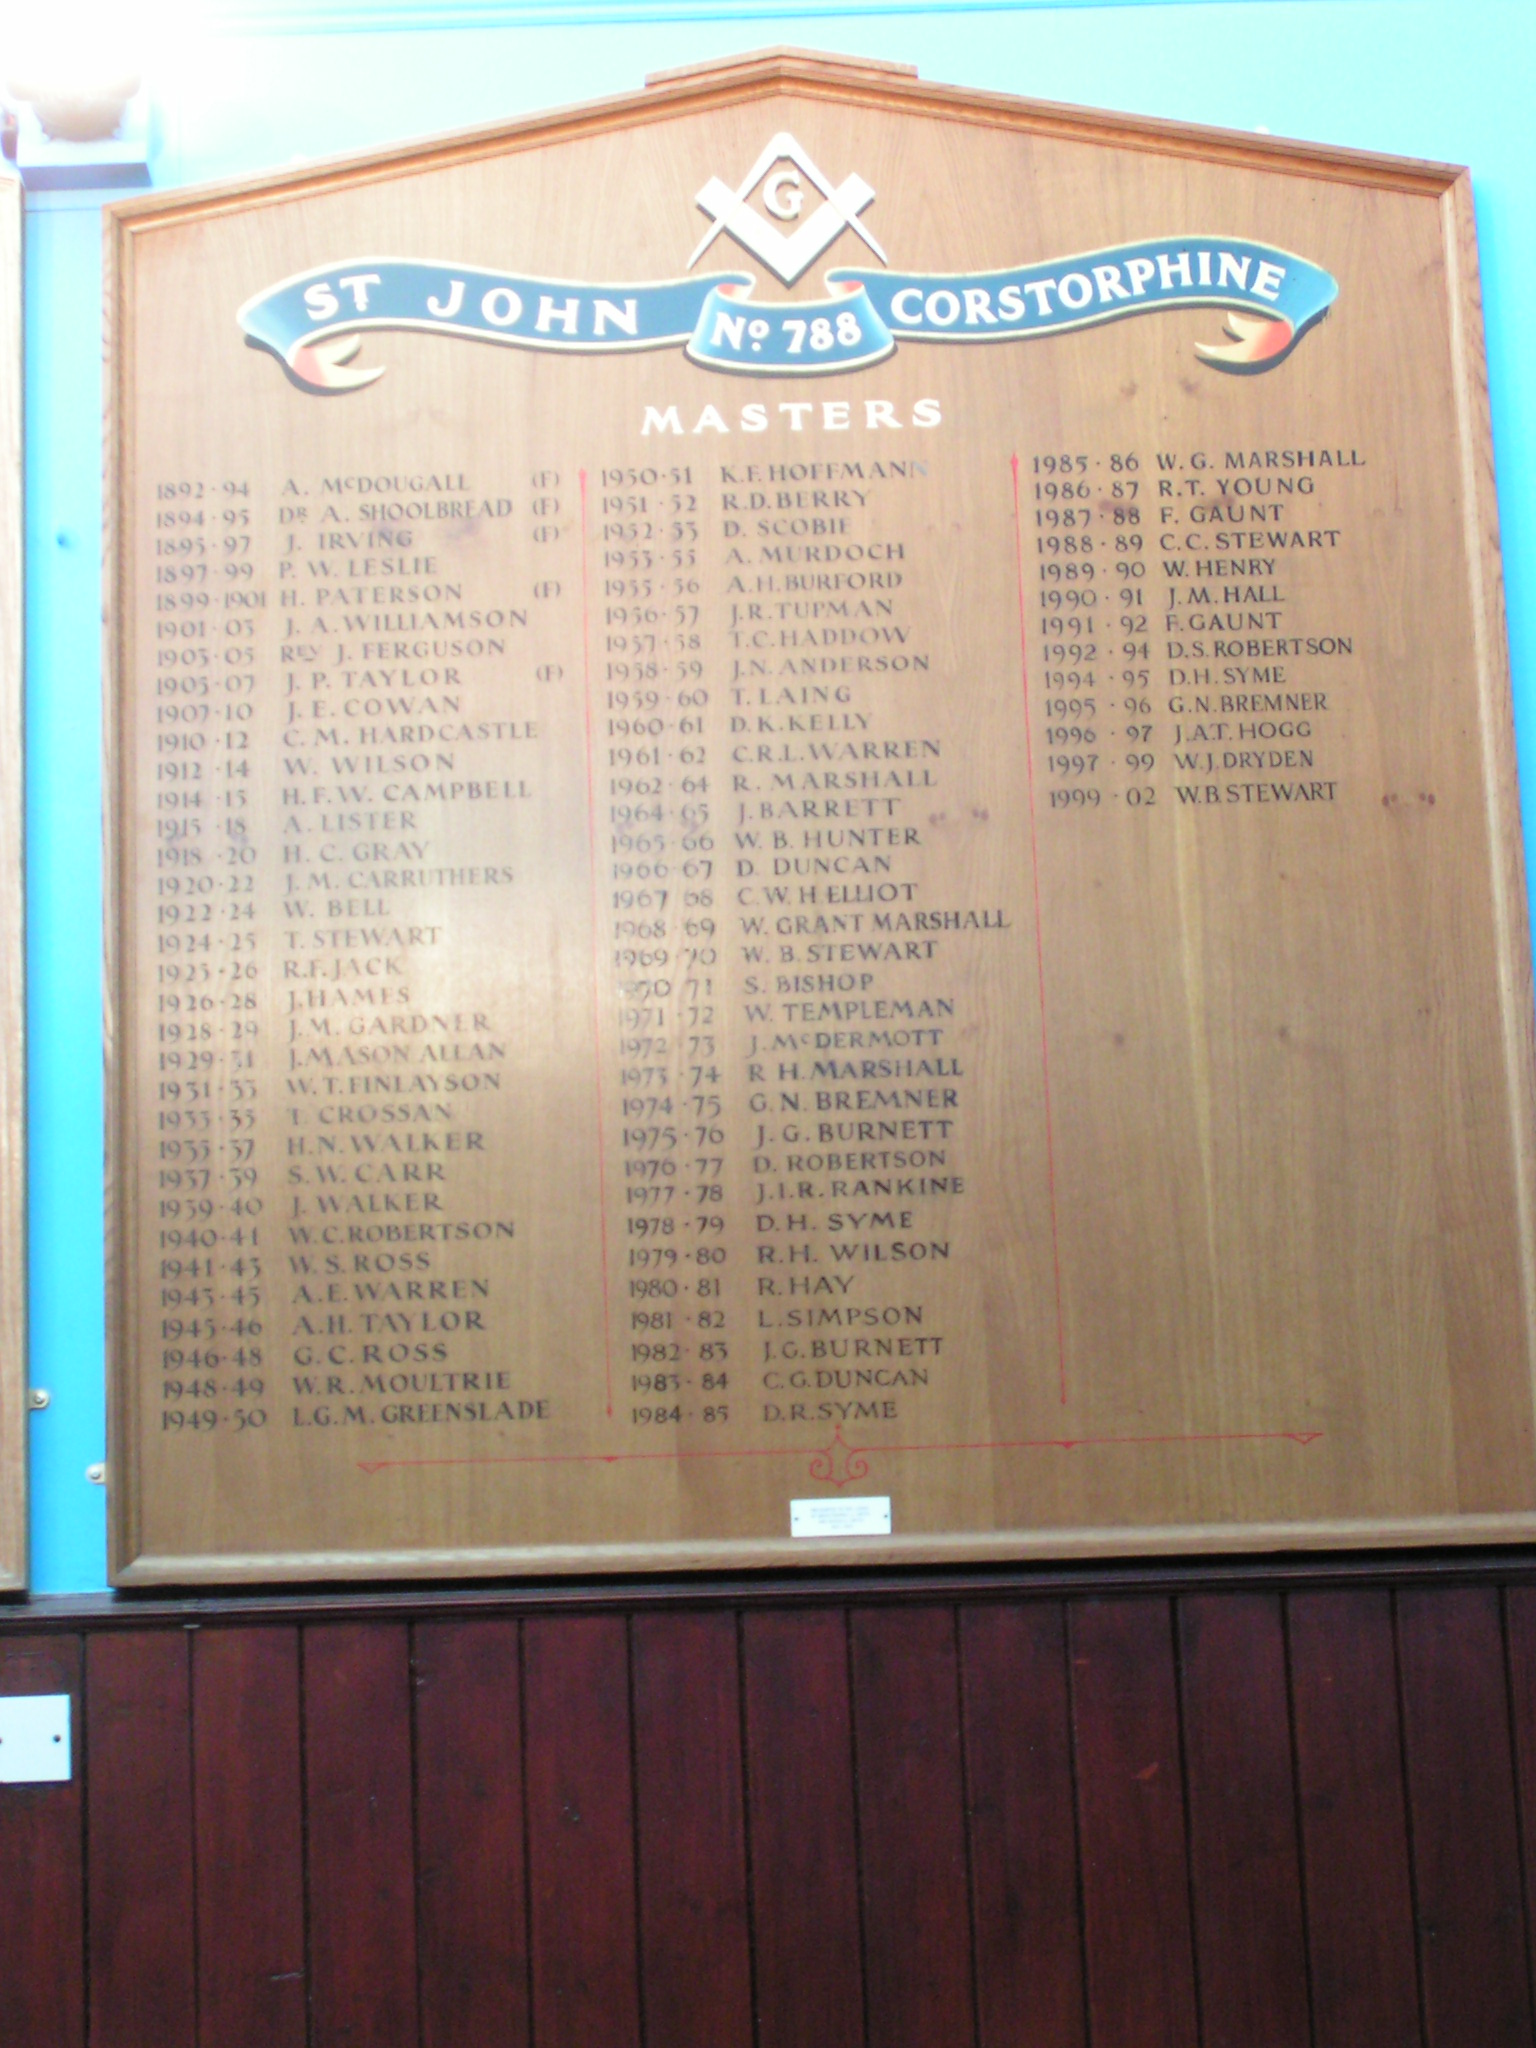 G
ST JOHN No. 788 CORSTORPHINE
MASTERS
1892·94 A. McDOUGALL (F)
1894·95 DR A. SHOOLBREAD (F)
1895·97 J. IRVING (F)
1897·99 P. W. LESLIE
1899·1901 H. PATERSON (F)
1901·03 J. A. WILLIAMSON
1903·05 REV J. FERGUSON
1905·07 J. P. TAYLOR (F)
1907·10 J. E. COWAN
1910·12 C. M. HARDCASTLE
1912·14 W. WILSON
1914·15 H. F. W. CAMPBELL
1915·18 A. LISTER
1918·20 H. C. GRAY
1920·22 J. M. CARRUTHERS
1922·24 W. BELL
1924·25 T. STEWART
1925·26 R.F. JACK
1926·28 J. HAMES
1928·29 J. M. GARDNER
1929·31 J. MASON ALLAN
1931·33 W. T. FINLAYSON
1933·35 T. CROSSAN
1935·37 H. N. WALKER
1937·39 S. W. CARR
1939·40 J. WALKER
1940·41 W. C. ROBERTSON
1941·43 W. S. ROSS
1943·45 A. E. WARREN
1945·46 A. H. TAYLOR
1946·48 G. C. ROSS
1948·49 W. R. MOULTRIE
1949·50 L. G. M. GREENSLADE
1950·51 K. F. HOFFMANN
1951·52 R. D. BERRY
1952·53 D. SCOBIE
1953·55 A. MURDOCH
1955·56 A. H. BURFORD
1956·57 J. R. TUPMAN
1957·58 T. C. HADDOW
1958·59 J. N. ANDERSON
1959·60 T. LAING
1960·61 D. K. KELLY
1961·62 C. R. L. WARREN
1962·64 R. MARSHALL
1964·65 J. BARRETT
1965·66 W. B. HUNTER
1966·67 D. DUNCAN
1967 68 C. W. H. ELLIOT
1968·69 W. GRANT MARSHALL
1969·70 W. B. STEWART
1970 71 S. BISHOP
1971·72 W. TEMPLEMAN
1972·73 J. McDERMOTT
1973·74 R H. MARSHALL
1974·75 G. N. BREMNER
1975·76 J. G. BURNETT
1976·77 D. ROBERTSON
1977·78 J. I. R. RANKINE
1978·79 D. H. SYME
1979·80 R. H. WILSON
1980·81 R. HAY
1981·82 L. SIMPSON
1982·83 J. G. BURNETT
1983·84 C. G. DUNCAN
1984·85 D. R. SYME
1985·86 W. G. MARSHALL
1986·87 R. T. YOUNG
1987·88 F. GAUNT
1988·89 C. C. STEWART
1989·90 W. HENRY
1990·91 J. M. HALL
1991·92 F. GAUNT
1992·94 D. S. ROBERTSON
1994·95 D. H. SYME
1995·96 G. N. BREMNER
1996·97 J. A. T. HOGG
1997·99 W. J. DRYDEN
1999·02 W. B. STEWART